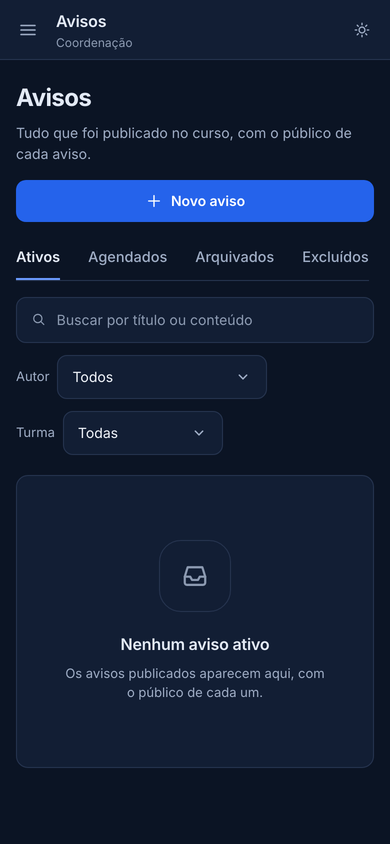 Avisos
Coordenação
Avisos
Tudo que foi publicado no curso, com o público de
cada aviso.
Novo aviso
Ativos Agendados Arquivados Excluídos
Buscar por título ou conteúdo
Autor Todos
Turma Todas
Nenhum aviso ativo
Os avisos publicados aparecem aqui, com
o público de cada um.